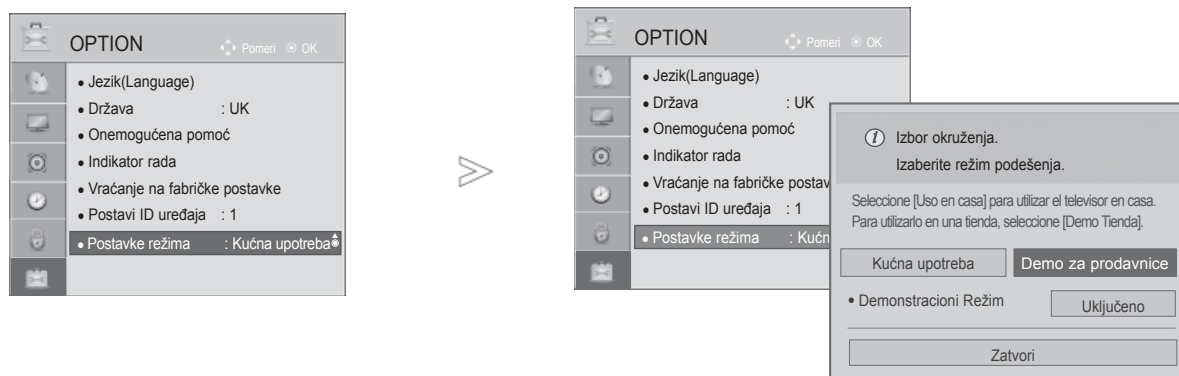 OPTION Pomeri OK
• Jezik(Language)
• Država : UK
• Onemogućena pomoć
• Indikator rada
• Vraćanje na fabričke postavke
• Postavi ID uređaja : 1
• Postavke režima : Kućna upotreba
>>
OPTION Pomeri OK
• Jezik(Language)
• Država : UK
• Onemogućena pomoć
• Indikator rada
• Vraćanje na fabričke postav
• Postavi ID uređaja : 1
• Postavke režima : Kućn
i Izbor okruženja.
Izaberite režim podešenja.
Seleccione [Uso en casa] para utilizar el televisor en casa.
Para utilizarlo en una tienda, seleccione [Demo Tienda].
Kućna upotreba Demo za prodavnice
• Demonstracioni Režim Uključeno
Zatvori